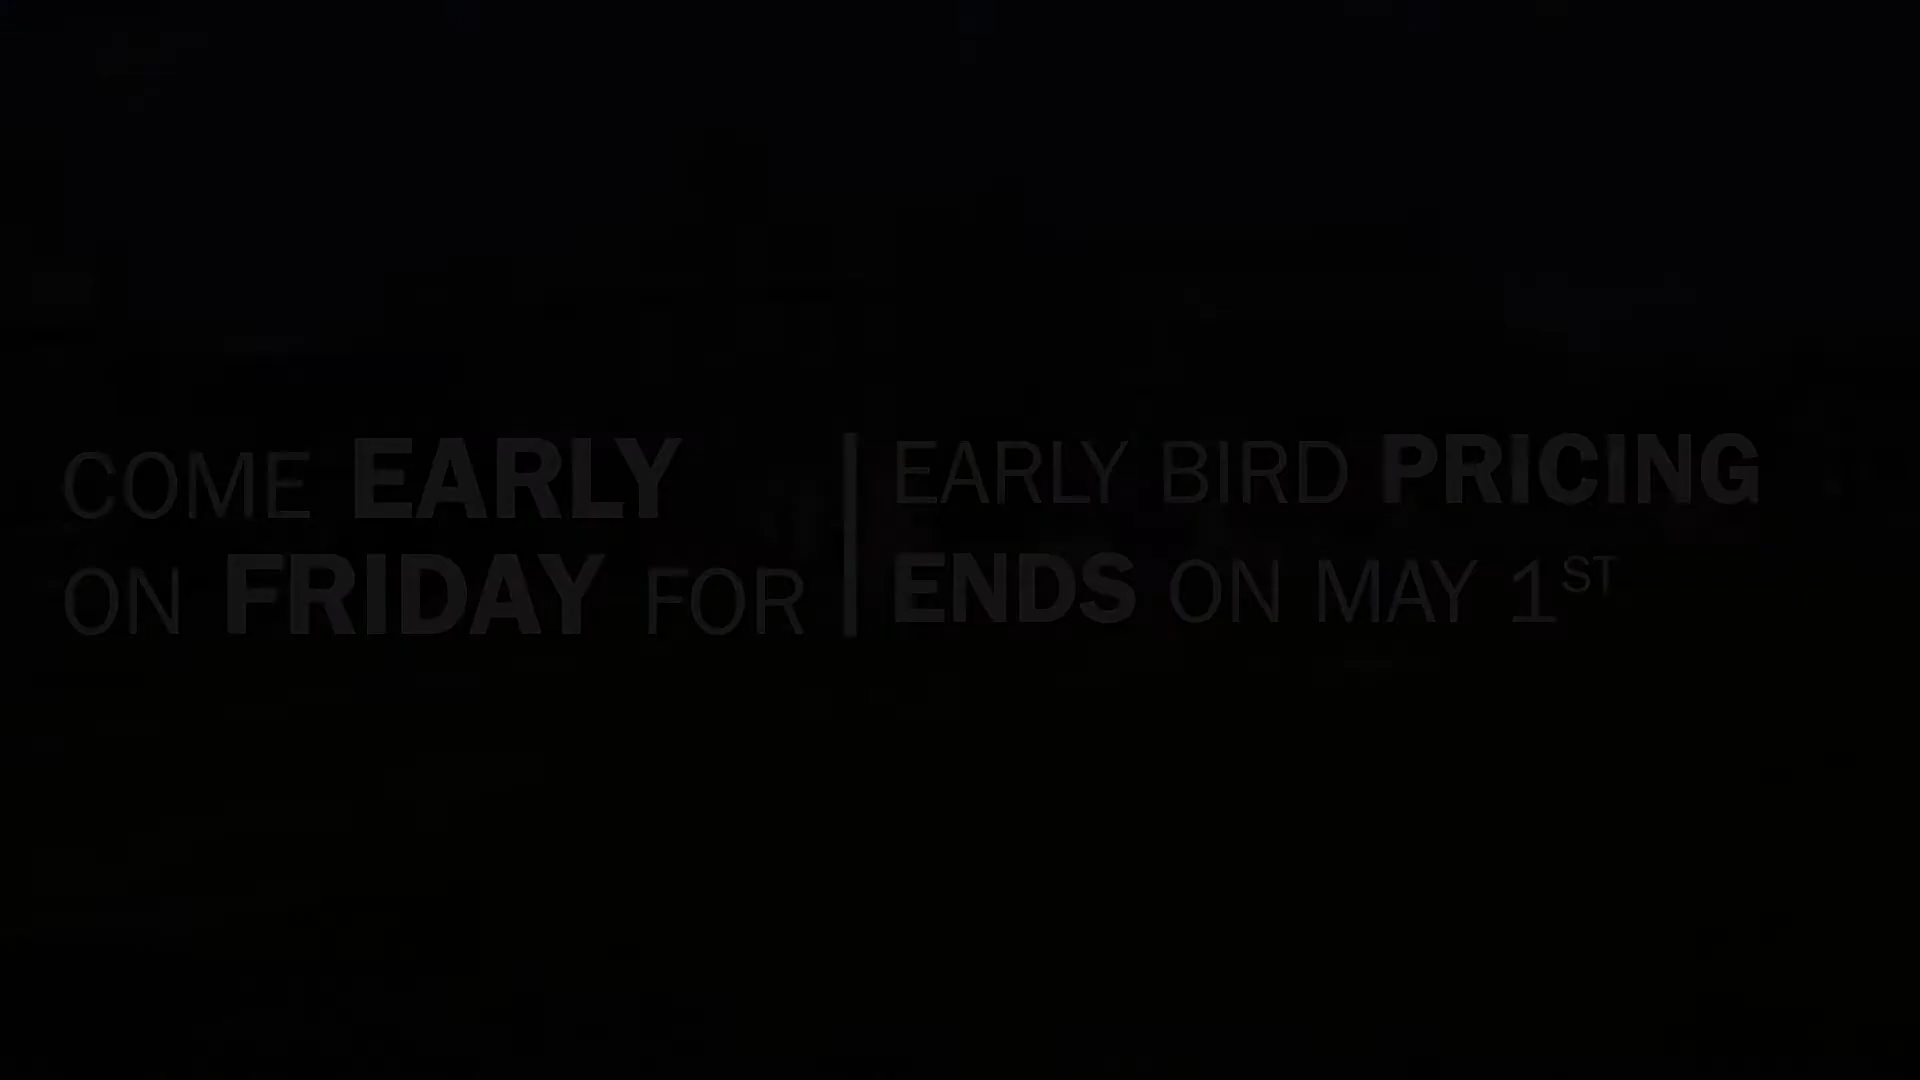 COME EARLY
ON FRIDAY FOR
EARLY BIRD PRICING
ENDS ON MAY 1ST